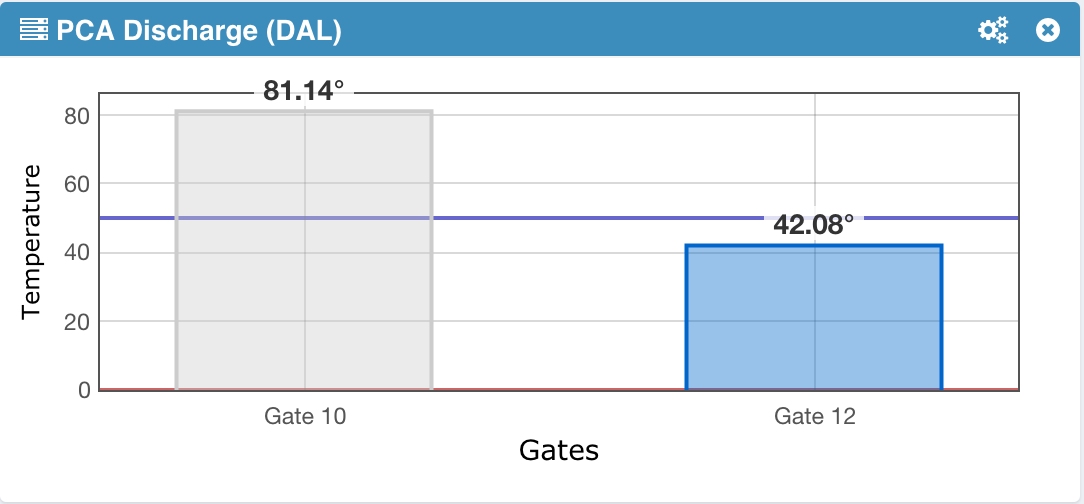 PCA Discharge (DAL)
81.14°
80
60
42.08°
40
20
0
Temperature
Gate 10
Gate 12
Gates